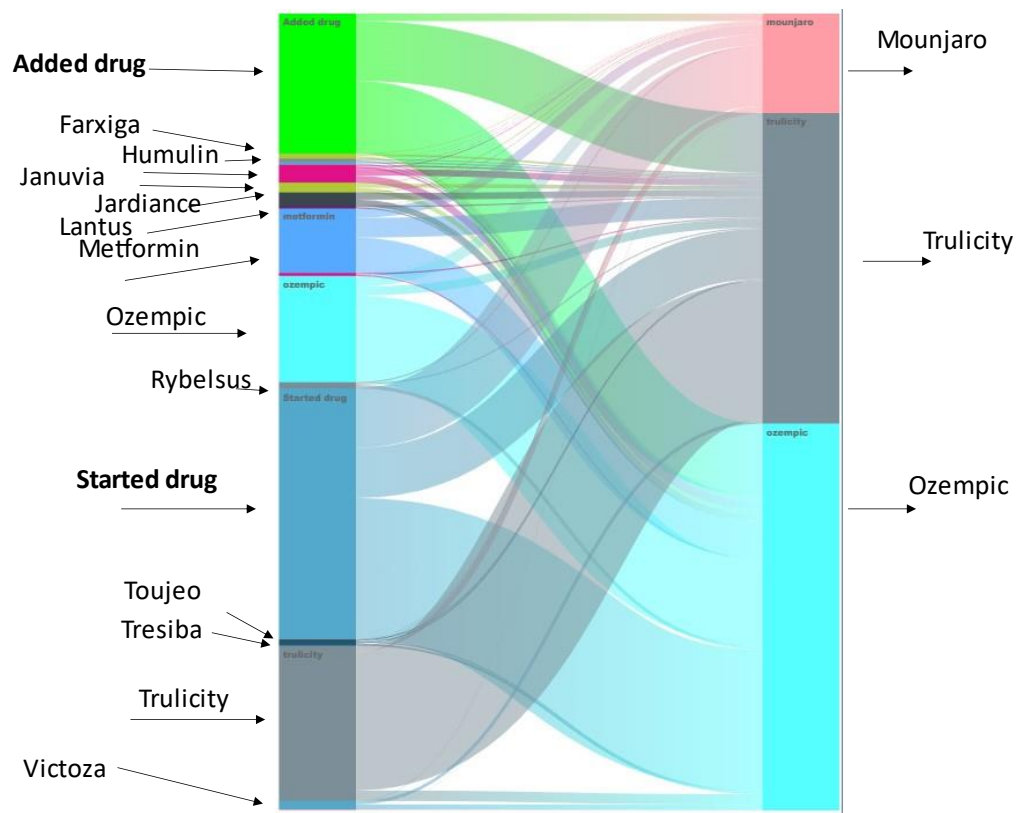 Added drug
Farxiga
Humulin
Januvia
Jardiance
Lantus
Metformin
Ozempic
Rybelsus
Started drug
Toujeo
Tresiba
Trulicity
Victoza
Added drug
metformin
ozempic
Started drug
trulicity
mounjaro
trulicity
ozempic
Mounjaro
Trulicity
Ozempic